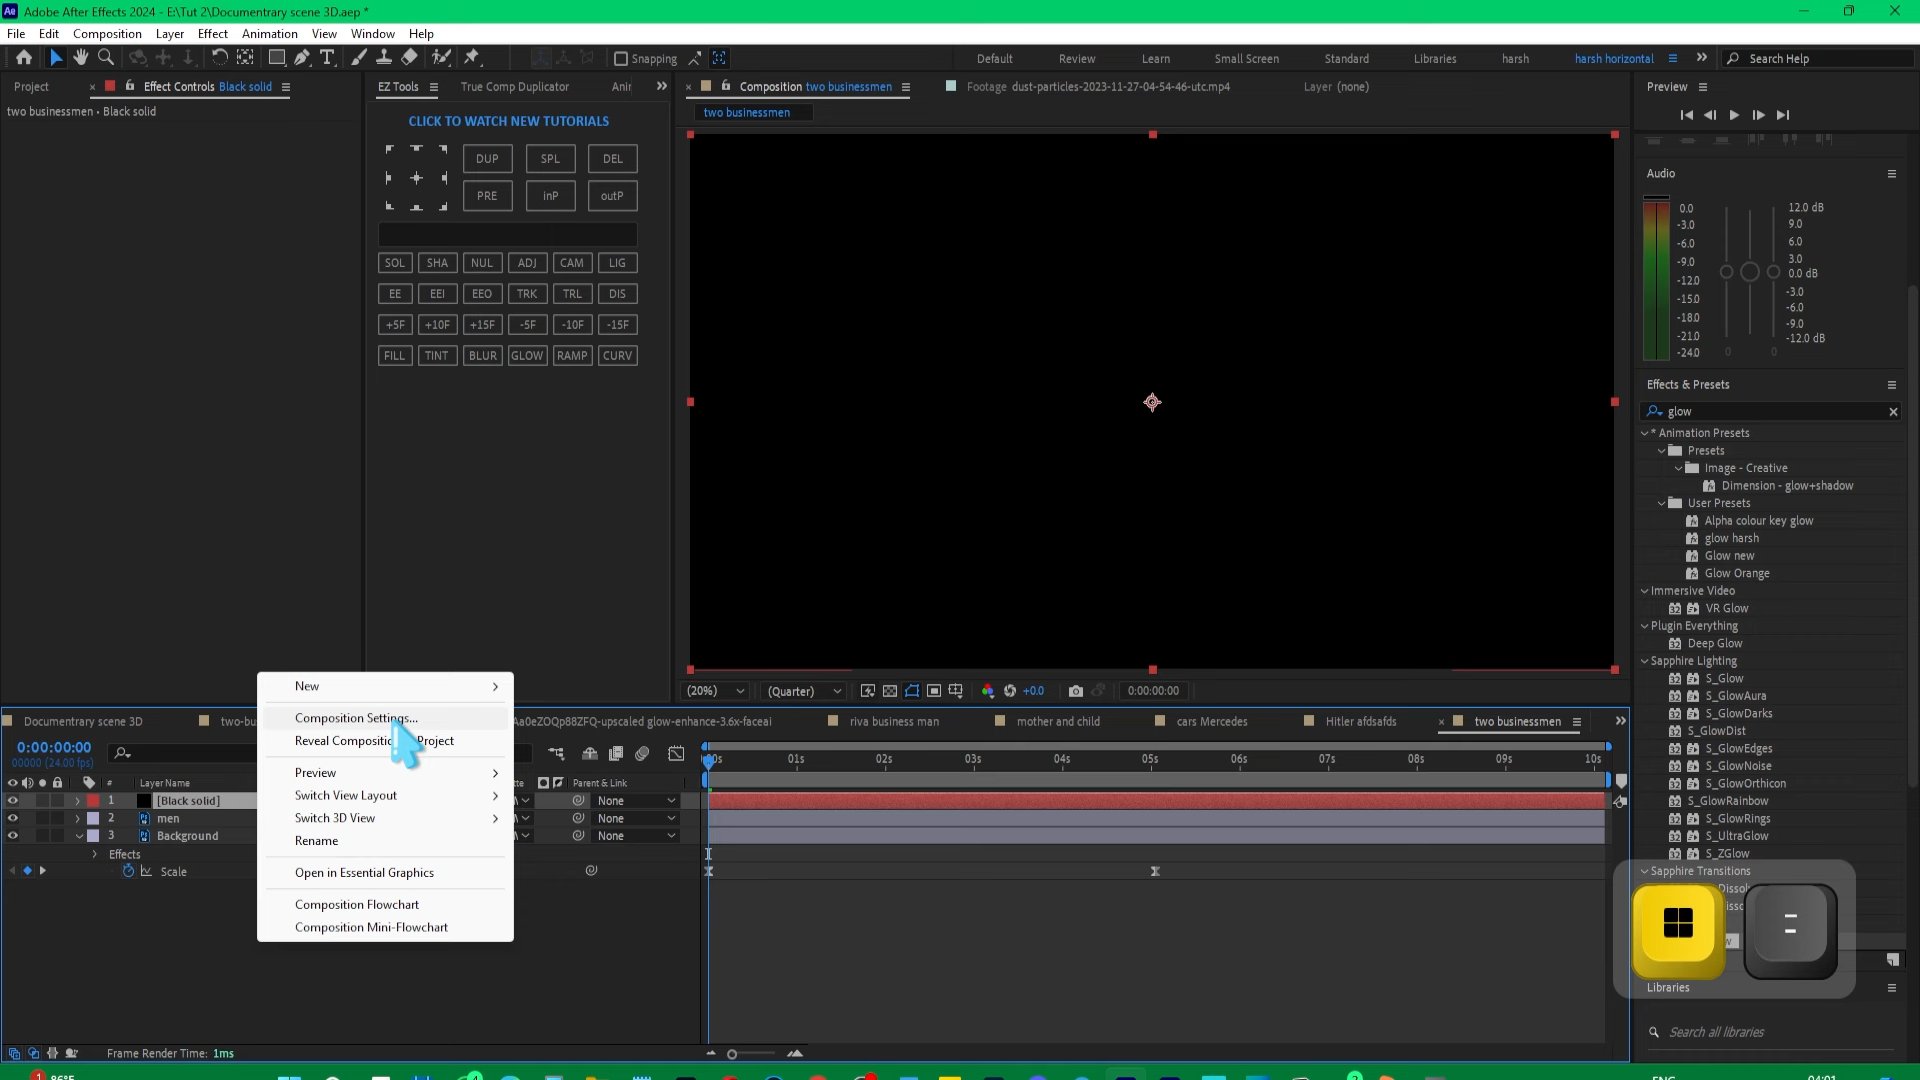 Adobe After Effects 2024 - E:\Tut 2\Documentrary scene 3D.aep *
File Edit Composition Layer Effect Animation View Window Help
Snapping
Default Review Learn Small Screen Standard Libraries harsh harsh horizontal
Search Help
Project
Effect Controls Black solid
two businessmen • Black solid
EZ Tools True Comp Duplicator Anir
CLICK TO WATCH NEW TUTORIALS
DUP SPL DEL
PRE inP outP
SOL SHA NUL ADJ CAM LIG
EE EEI EEO TRK TRL DIS
+5F +10F +15F -5F -10F -15F
FILL TINT BLUR GLOW RAMP CURV
Composition two businessmen
Footage dust-particles-2023-11-27-04-54-46-utc.mp4
Layer (none)
two businessmen
(20%) (Quarter) +0.0 0:00:00:00
Preview
Audio
0.0
-3.0
-6.0
-9.0
-12.0
-15.0
-18.0
-21.0
-24.0
12.0 dB
9.0
6.0
3.0
0.0 dB
-3.0
-6.0
-9.0
-12.0 dB
0 0
Effects & Presets
glow
* Animation Presets
Presets
Image - Creative
Dimension - glow+shadow
User Presets
Alpha colour key glow
glow harsh
Glow new
Glow Orange
Immersive Video
VR Glow
Plugin Everything
Deep Glow
Sapphire Lighting
S_Glow
S_GlowAura
S_GlowDarks
S_GlowDist
S_GlowEdges
S_GlowNoise
S_GlowOrthicon
S_GlowRainbow
S_GlowRings
S_UltraGlow
S_ZGlow
Sapphire Transitions
Libraries
Search all libraries
New
Composition Settings...
Reveal Compositi Project
Preview
Switch View Layout
Switch 3D View
Rename
Open in Essential Graphics
Composition Flowchart
Composition Mini-Flowchart
Documentrary scene 3D two-bu Aa0eZOQp88ZFQ-upscaled glow-enhance-3.6x-faceai riva business man mother and child cars Mercedes Hitler afdsafds two businessmen
0:00:00:00
00000 (24.00 fps)
01s 02s 03s 04s 05s 06s 07s 08s 09s 10s
# Layer Name Parent & Link
1 [Black solid] None
2 men None
3 Background None
Effects
Scale
Frame Render Time: 1ms
86°F
ENG 04:01